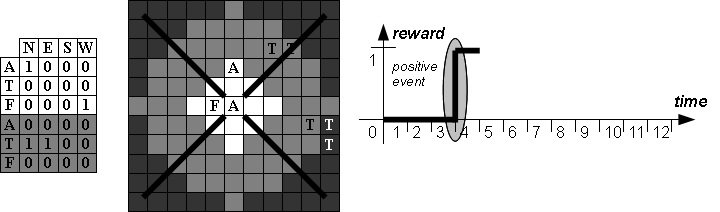 N E S W
A 1 0 0 0
T 0 0 0 0
F 0 0 0 1
A 0 0 0 0
T 1 1 0 0
F 0 0 0 0
T T
A
F A
T T
T
reward
1
positive
event
time
0 1 2 3 4 5 6 7 8 9 10 11 12